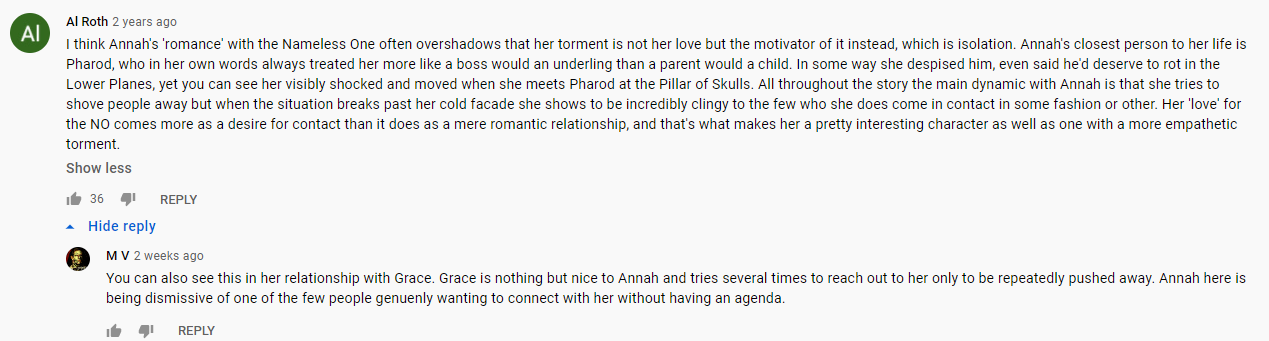 Al
Al Roth 2 years ago
I think Annah's 'romance' with the Nameless One often overshadows that her torment is not her love but the motivator of it instead, which is isolation. Annah's closest person to her life is
Pharod, who in her own words always treated her more like a boss would an underling than a parent would a child. In some way she despised him, even said he'd deserve to rot in the
Lower Planes, yet you can see her visibly shocked and moved when she meets Pharod at the Pillar of Skulls. All throughout the story the main dynamic with Annah is that she tries to
shove people away but when the situation breaks past her cold facade she shows to be incredibly clingy to the few who she does come in contact in some fashion or other. Her 'love' for
the NO comes more as a desire for contact than it does as a mere romantic relationship, and that's what makes her a pretty interesting character as well as one with a more empathetic
torment.
Show less
36 REPLY
Hide reply
M V 2 weeks ago
You can also see this in her relationship with Grace. Grace is nothing but nice to Annah and tries several times to reach out to her only to be repeatedly pushed away. Annah here is
being dismissive of one of the few people genuenly wanting to connect with her without having an agenda.
REPLY